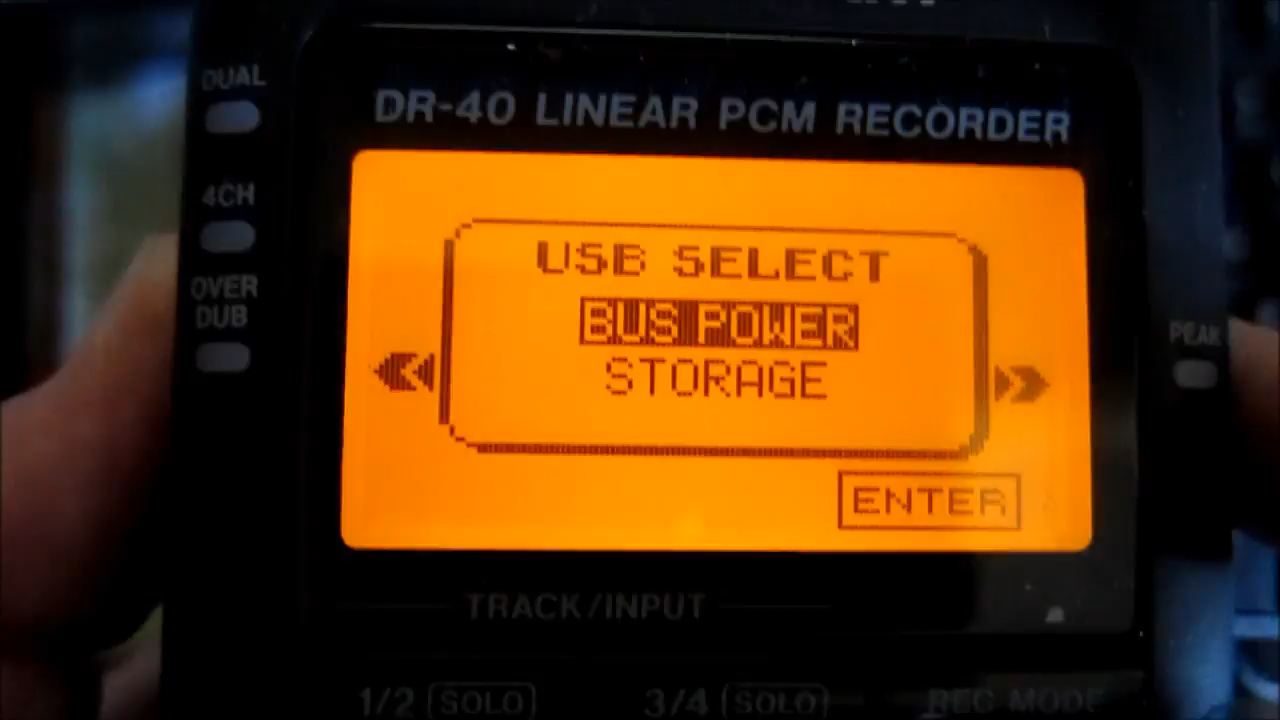 DUAL
DR-40 LINEAR PCM RECORDER
4CH
OVER
DUB
USB SELECT
BUS POWER
STORAGE
PEAK
ENTER
TRACK/INPUT
1/2 SOLO 3/4 SOLO REC MODE